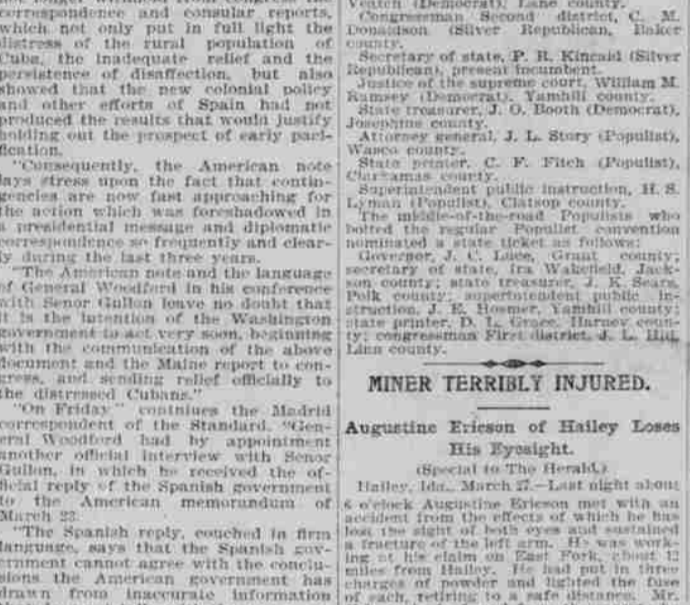 correspondence and consular reports,
which not only put in full light the
distress of the rural population of
Cuba, the inadequate relief and the
persistence of disaffection, but also
showed that the new colonial policy
and other efforts of Spain had not
produced the results that would justify
holding out the prospect of early paci-
fication.
"Consequently, the American note
lays stress upon the fact that contin-
gencies are now fast approaching for
the action which was foreshadowed in
a presidential message and diplomatic
correspondence so frequently and clear-
ly during the last three years.
"The American note and the language
of General Woodford in his conference
with Senor Gullon leave no doubt that
it is the intention of the Washington
government to act very soon, beginning
with the communication of the above
document and the Maine report to con-
gress, and sending relief officially to
the distressed Cubans."
"On Friday" continues the Madrid
correspondent of the Standard, "Gen-
eral Woodford had by appointment
another official interview with Senor
Gullon, in which he received the of-
ficial reply of the Spanish government
to the American memorandum of
March 23.
"The Spanish reply, couched in firm
language, says that the Spanish gov-
ernment cannot agree with the conclu-
sions the American government has
drawn from inaccurate information
Veatch (Democrat), Lane county.
Congressman Second district, C. M.
Donaldson (Silver Republican, Baker
county.
Secretary of state, P. R. Kincaid (Silver
Republican), present incumbent.
Justice of the supreme court, William M.
Ramsey (Democrat), Yamhill county.
State treasurer, J. O. Booth (Democrat),
Josephine county.
Attorney general, J. L. Story (Populist),
Wasco county.
State printer, C. F. Fitch (Populist),
Clackamas county.
Superintendent public instruction, H. S.
Lyman (Populist), Clatsop county.
The middle-of-the-road Populists who
bolted the regular Populist convention
nominated a state ticket as follows:
Governor, J. C. Luce, Grant county;
secretary of state, Ira Wakefield, Jack-
son county; state treasurer, J. K. Sears,
Polk county; superintendent public in-
struction, J. E. Hosmer, Yamhill county;
state printer, D. L. Grace, Harney coun-
ty; congressman First district, J. L. Hill,
Linn county.
MINER TERRIBLY INJURED.
Augustine Ericson of Hailey Loses
His Eyesight.
(Special to The Herald.)
Hailey, Ida., March 27.—Last night about
6 o'clock Augustine Ericson met with an
accident from the effects of which he has
lost the sight of both eyes and sustained
a fracture of the left arm. He was work-
ing at his claim on East Fork, about 12
miles from Hailey. He had put in three
charges of powder and lighted the fuse
of each, retiring to a safe distance. Mr.